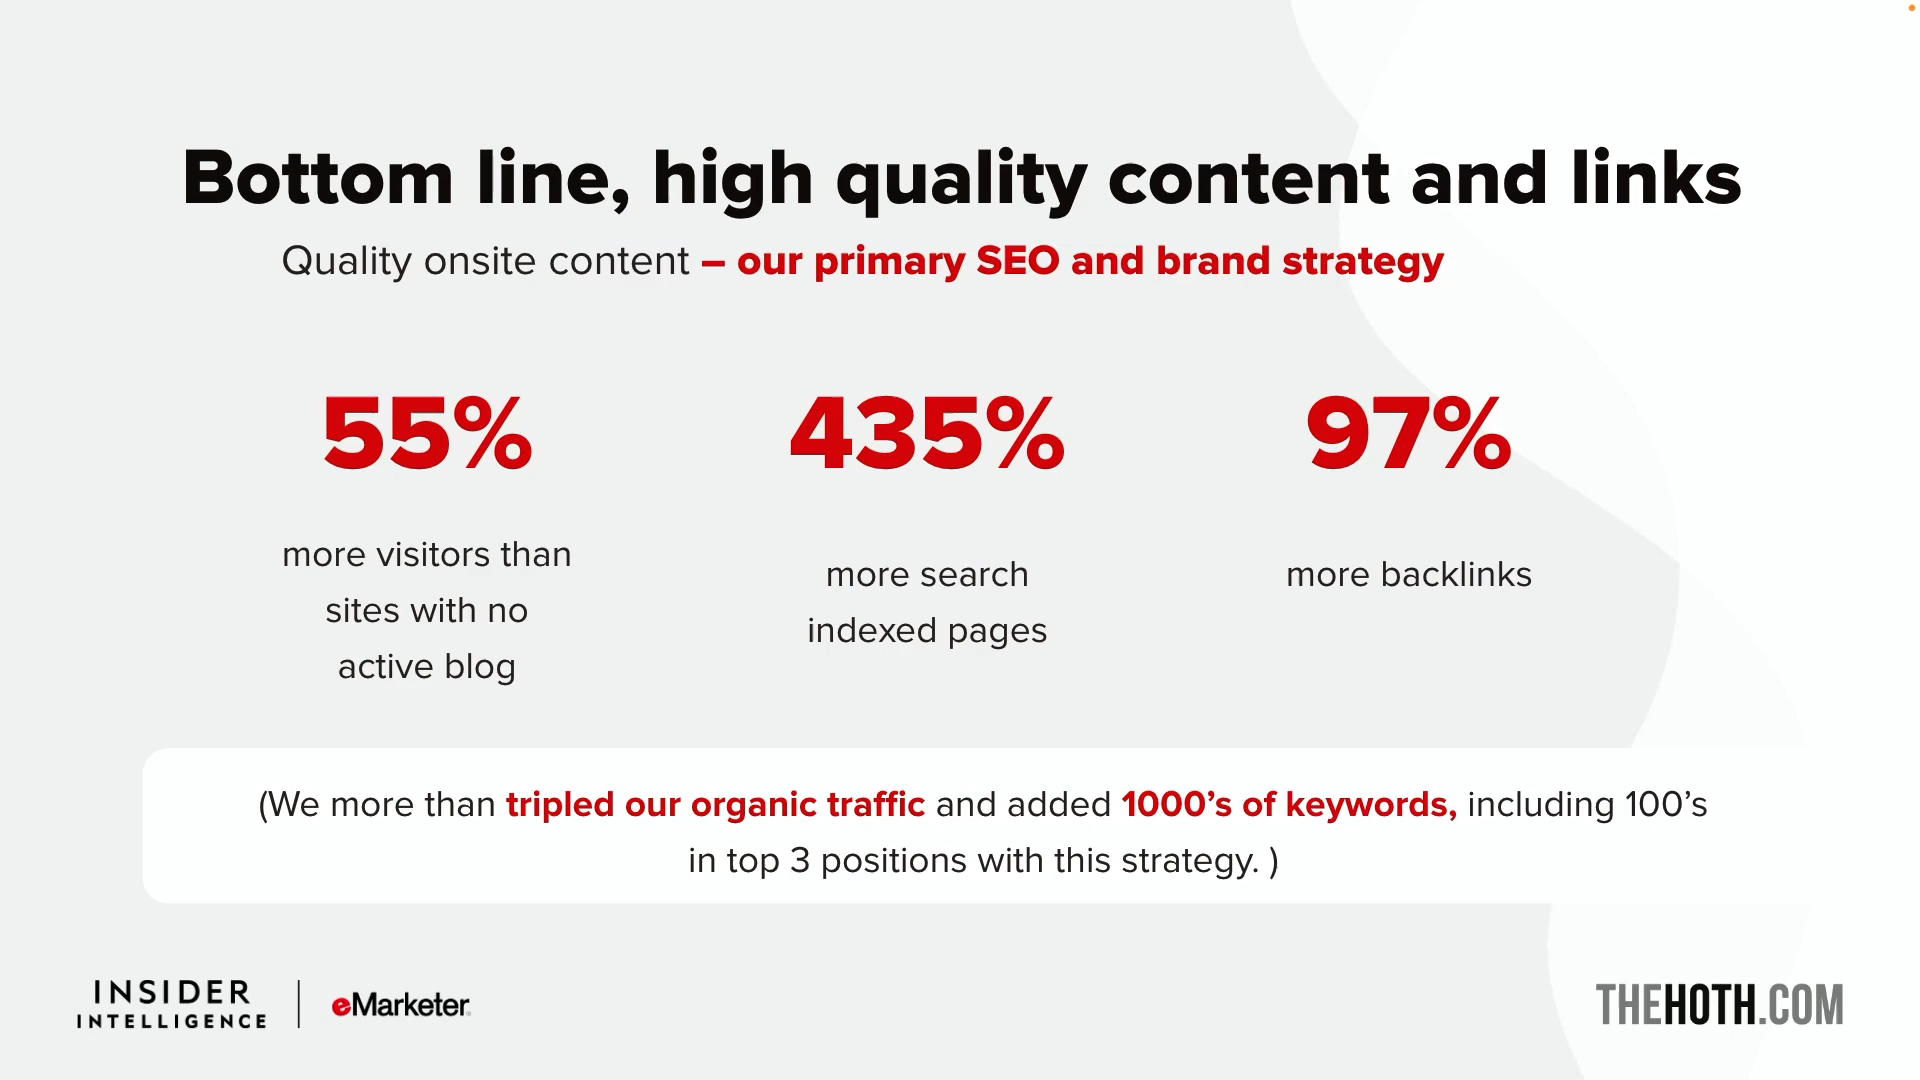 Bottom line, high quality content and links
Quality onsite content – our primary SEO and brand strategy
55%
more visitors than
sites with no
active blog
435%
more search
indexed pages
97%
more backlinks
(We more than tripled our organic traffic and added 1000’s of keywords, including 100’s
in top 3 positions with this strategy. )
INSIDER
INTELLIGENCE
eMarketer
THEHOTH.COM